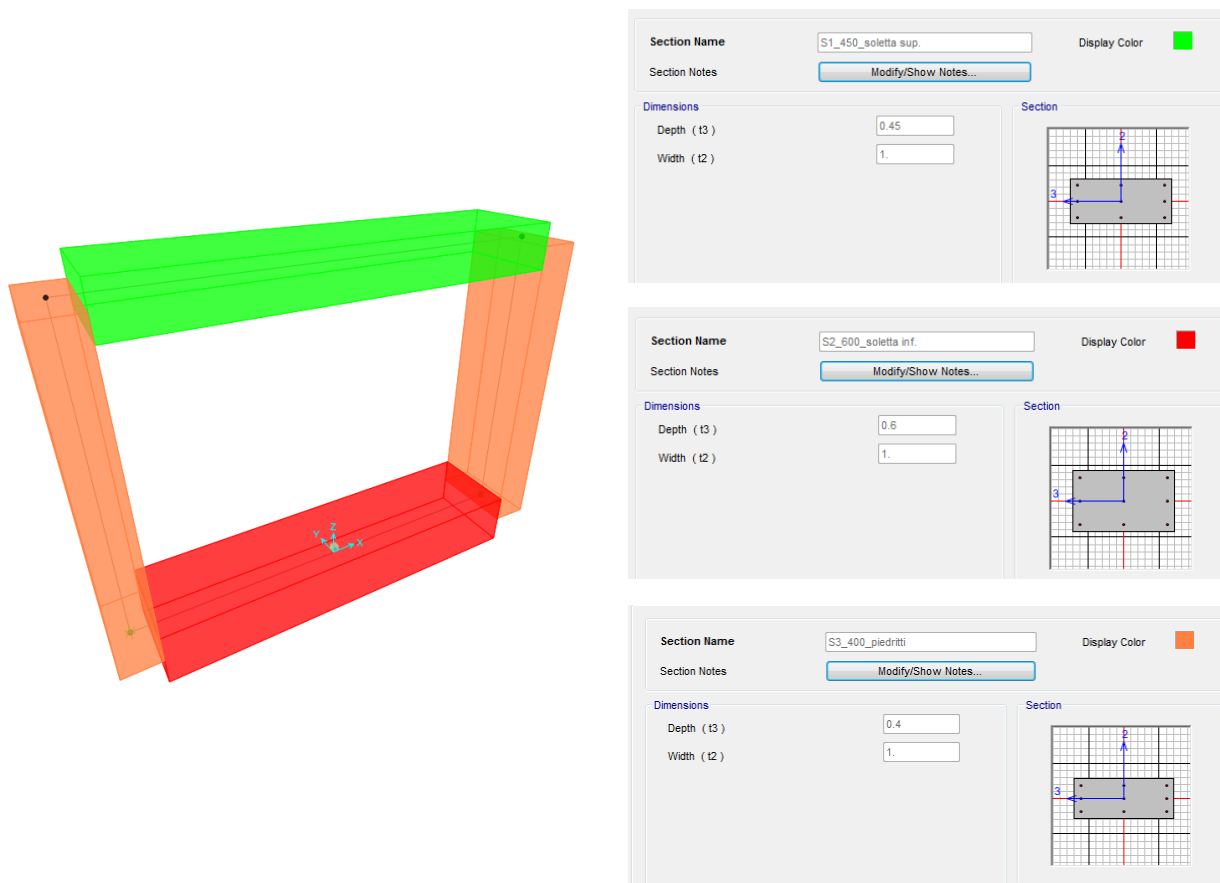 Section Name S1_450_soletta sup. Display Color
Section Notes Modify/Show Notes...
Dimensions Section
Depth ( t3 ) 0.45
Width ( t2 ) 1.
2
3
Section Name S2_600_soletta inf. Display Color
Section Notes Modify/Show Notes...
Dimensions Section
Depth ( t3 ) 0.6
Width ( t2 ) 1.
2
3
Z
Y
X
Section Name S3_400_piedritti Display Color
Section Notes Modify/Show Notes...
Dimensions Section
Depth ( t3 ) 0.4
Width ( t2 ) 1.
2
3